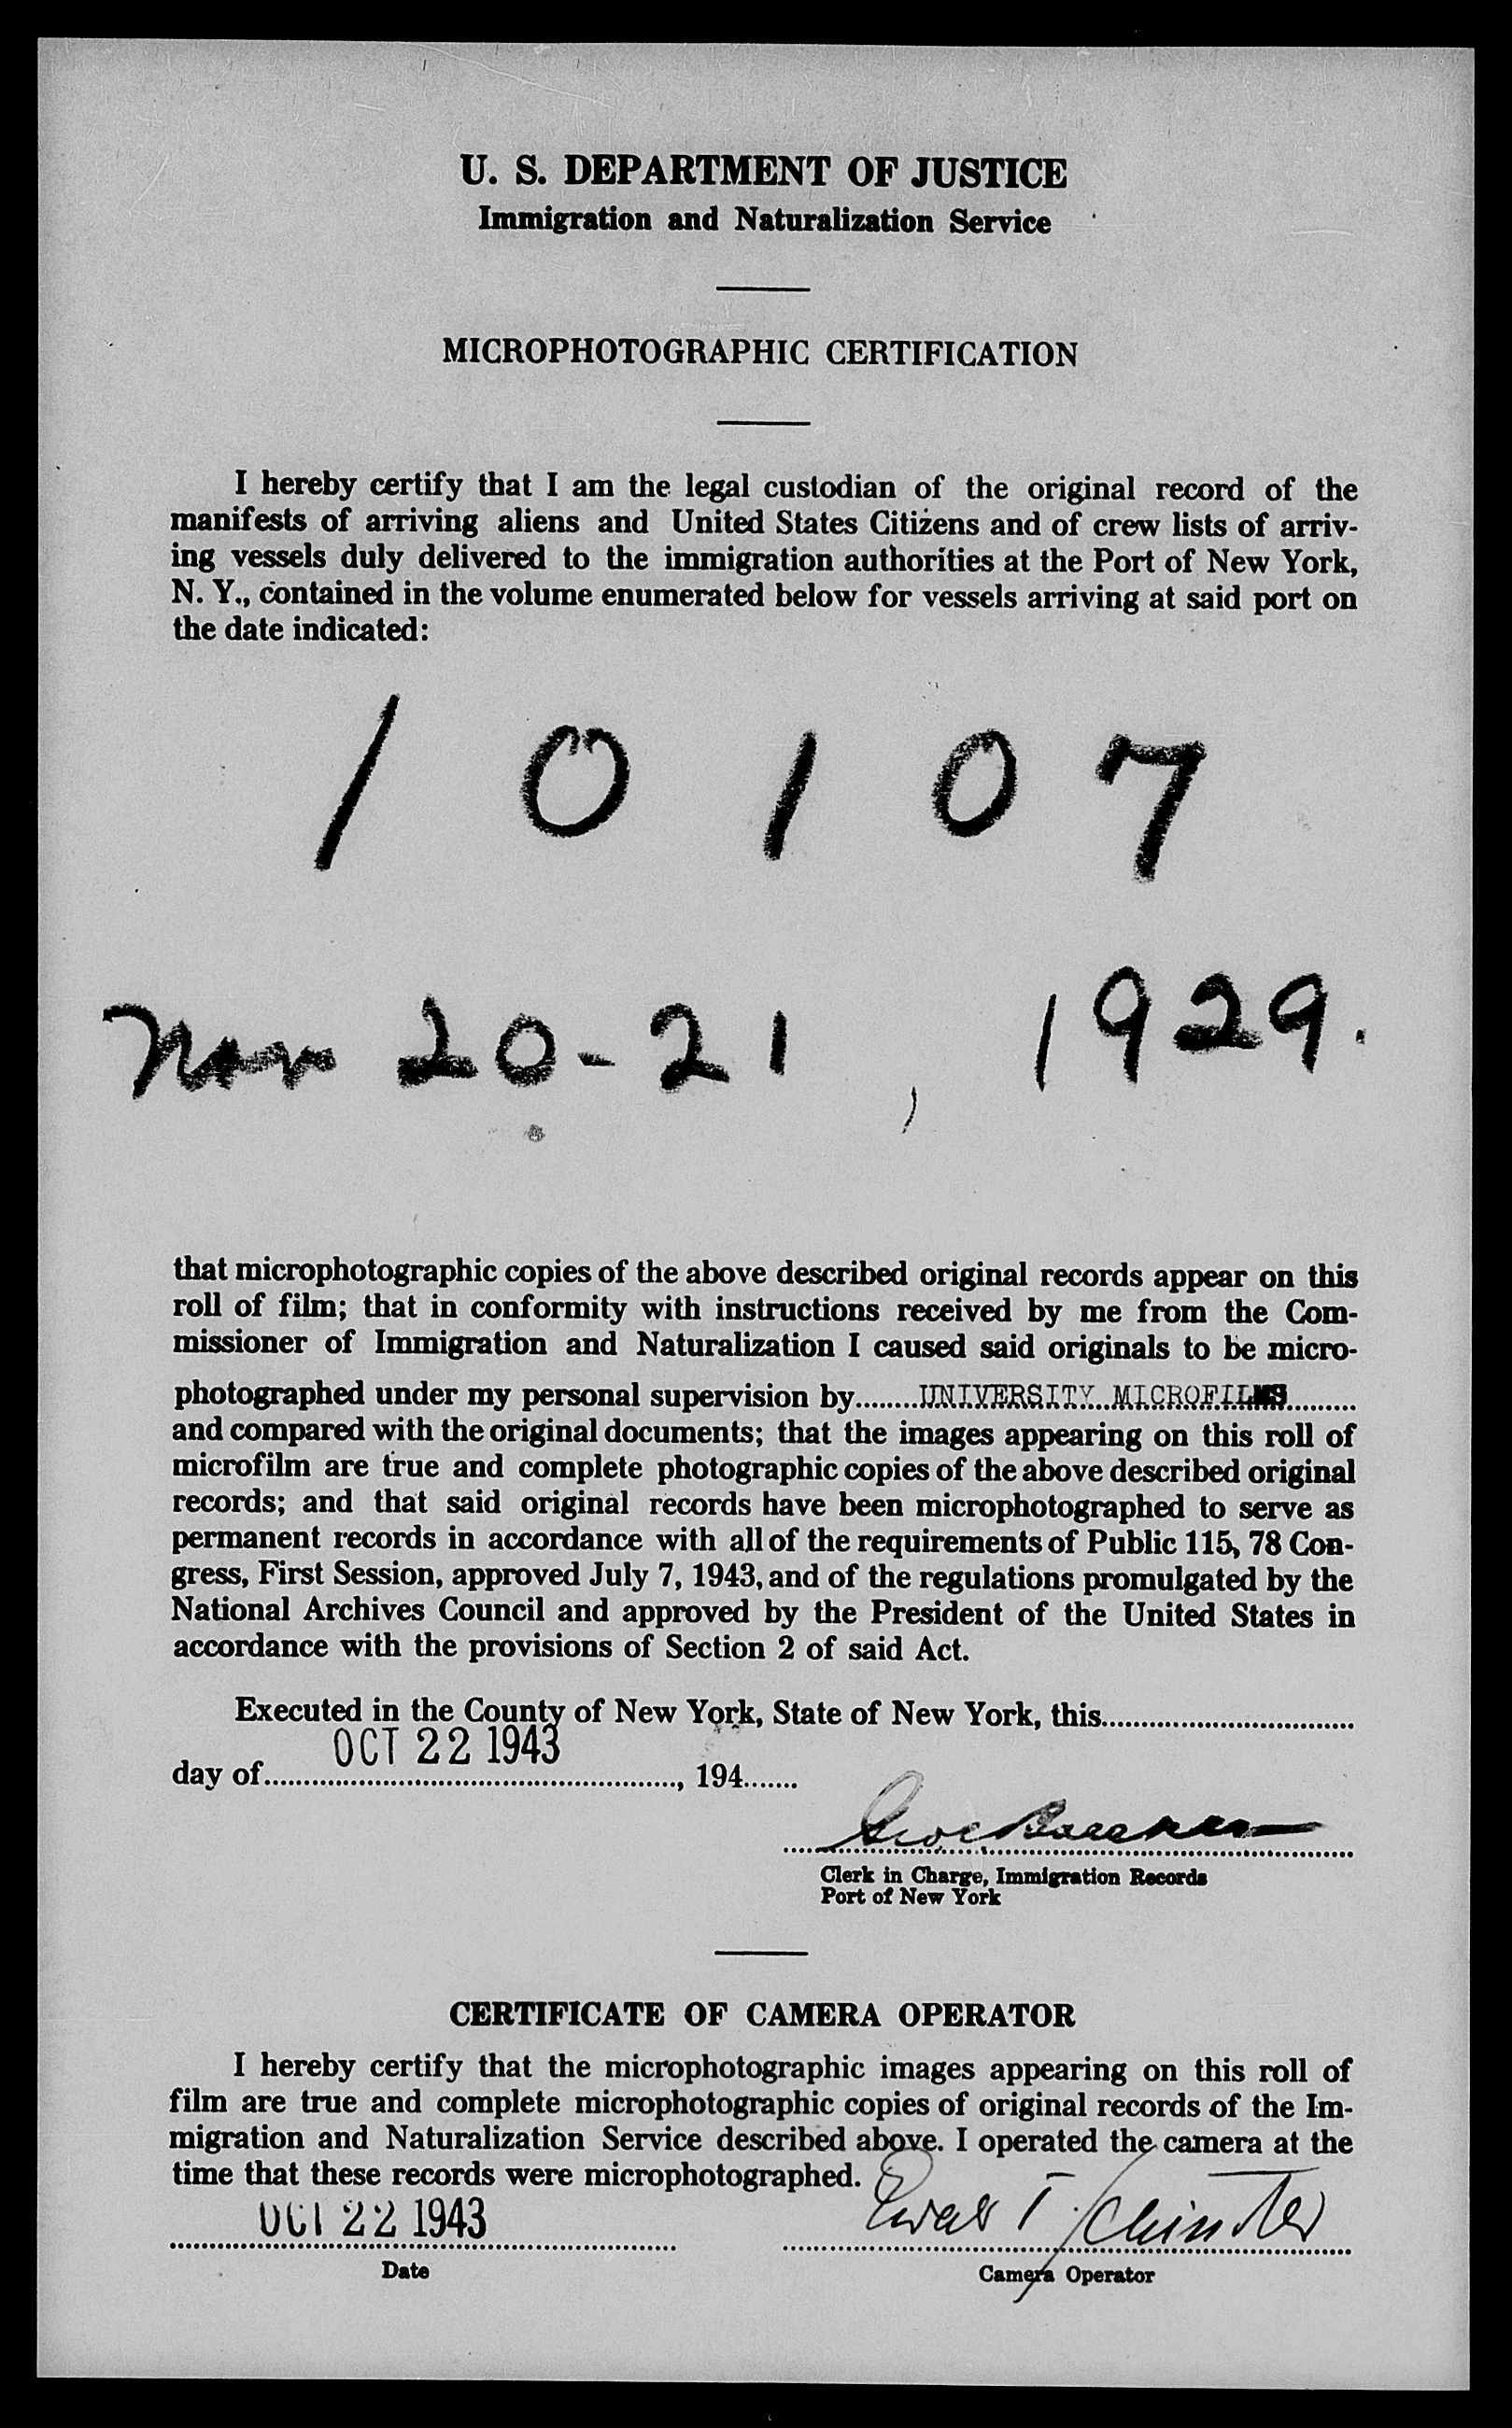 U. S. DEPARTMENT OF JUSTICE
Immigration and Naturalization Service
MICROPHOTOGRAPHIC CERTIFICATION
I hereby certify that I am the legal custodian of the original record of the
manifests of arriving aliens and United States Citizens and of crew lists of arriv-
ing vessels duly delivered to the immigration authorities at the Port of New York,
N. Y., contained in the volume enumerated below for vessels arriving at said port on
the date indicated:
10107
Nov 20-21, 1929.
that microphotographic copies of the above described original records appear on this
roll of film; that in conformity with instructions received by me from the Com-
missioner of Immigration and Naturalization I caused said originals to be micro-
photographed under my personal supervision by........UNIVERSITY MICROFILMS..........
and compared with the original documents; that the images appearing on this roll of
microfilm are true and complete photographic copies of the above described original
records; and that said original records have been microphotographed to serve as
permanent records in accordance with all of the requirements of Public 115, 78 Con-
gress, First Session, approved July 7, 1943, and of the regulations promulgated by the
National Archives Council and approved by the President of the United States in
accordance with the provisions of Section 2 of said Act.
Executed in the County of New York, State of New York, this................................
OCT 22 1943
day of...................................................., 194.......
Clerk in Charge, Immigration Records
Port of New York
CERTIFICATE OF CAMERA OPERATOR
I hereby certify that the microphotographic images appearing on this roll of
film are true and complete microphotographic copies of original records of the Im-
migration and Naturalization Service described above. I operated the camera at the
time that these records were microphotographed.
OCT 22 1943
Date
Camera Operator